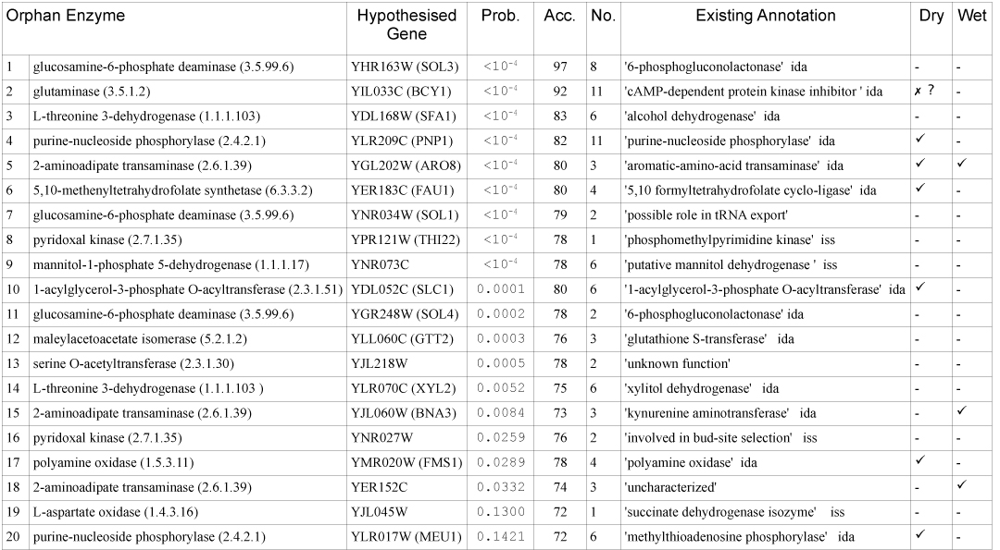 Orphan Enzyme Hypothesised Gene Prob. Acc. No. Existing Annotation Dry Wet
1 glucosamine-6-phosphate deaminase (3.5.99.6) YHR163W (SOL3) <10⁻⁴ 97 8 '6-phosphogluconolactonase' ida - -
2 glutaminase (3.5.1.2) YIL033C (BCY1) <10⁻⁴ 92 11 'cAMP-dependent protein kinase inhibitor ' ida ✗ ? -
3 L-threonine 3-dehydrogenase (1.1.1.103) YDL168W (SFA1) <10⁻⁴ 83 6 'alcohol dehydrogenase' ida - -
4 purine-nucleoside phosphorylase (2.4.2.1) YLR209C (PNP1) <10⁻⁴ 82 11 'purine-nucleoside phosphorylase' ida ✓ -
5 2-aminoadipate transaminase (2.6.1.39) YGL202W (ARO8) <10⁻⁴ 80 3 'aromatic-amino-acid transaminase' ida ✓ ✓
6 5,10-methenyltetrahydrofolate synthetase (6.3.3.2) YER183C (FAU1) <10⁻⁴ 80 4 '5,10 formyltetrahydrofolate cyclo-ligase' ida ✓ -
7 glucosamine-6-phosphate deaminase (3.5.99.6) YNR034W (SOL1) <10⁻⁴ 79 2 'possible role in tRNA export' - -
8 pyridoxal kinase (2.7.1.35) YPR121W (THI22) <10⁻⁴ 78 1 'phosphomethylpyrimidine kinase' iss - -
9 mannitol-1-phosphate 5-dehydrogenase (1.1.1.17) YNR073C <10⁻⁴ 78 6 'putative mannitol dehydrogenase ' iss - -
10 1-acylglycerol-3-phosphate O-acyltransferase (2.3.1.51) YDL052C (SLC1) 0.0001 80 6 '1-acylglycerol-3-phosphate O-acyltransferase' ida ✓ -
11 glucosamine-6-phosphate deaminase (3.5.99.6) YGR248W (SOL4) 0.0002 78 2 '6-phosphogluconolactonase' ida - -
12 maleylacetoacetate isomerase (5.2.1.2) YLL060C (GTT2) 0.0003 76 3 'glutathione S-transferase' ida - -
13 serine O-acetyltransferase (2.3.1.30) YJL218W 0.0005 78 2 'unknown function' - -
14 L-threonine 3-dehydrogenase (1.1.1.103 ) YLR070C (XYL2) 0.0052 75 6 'xylitol dehydrogenase' ida - -
15 2-aminoadipate transaminase (2.6.1.39) YJL060W (BNA3) 0.0084 73 3 'kynurenine aminotransferase' ida - ✓
16 pyridoxal kinase (2.7.1.35) YNR027W 0.0259 76 2 'involved in bud-site selection' iss - -
17 polyamine oxidase (1.5.3.11) YMR020W (FMS1) 0.0289 78 4 'polyamine oxidase' ida ✓ -
18 2-aminoadipate transaminase (2.6.1.39) YER152C 0.0332 74 3 'uncharacterized' - ✓
19 L-aspartate oxidase (1.4.3.16) YJL045W 0.1300 72 1 'succinate dehydrogenase isozyme' iss - -
20 purine-nucleoside phosphorylase (2.4.2.1) YLR017W (MEU1) 0.1421 72 6 'methylthioadenosine phosphorylase' ida ✓ -